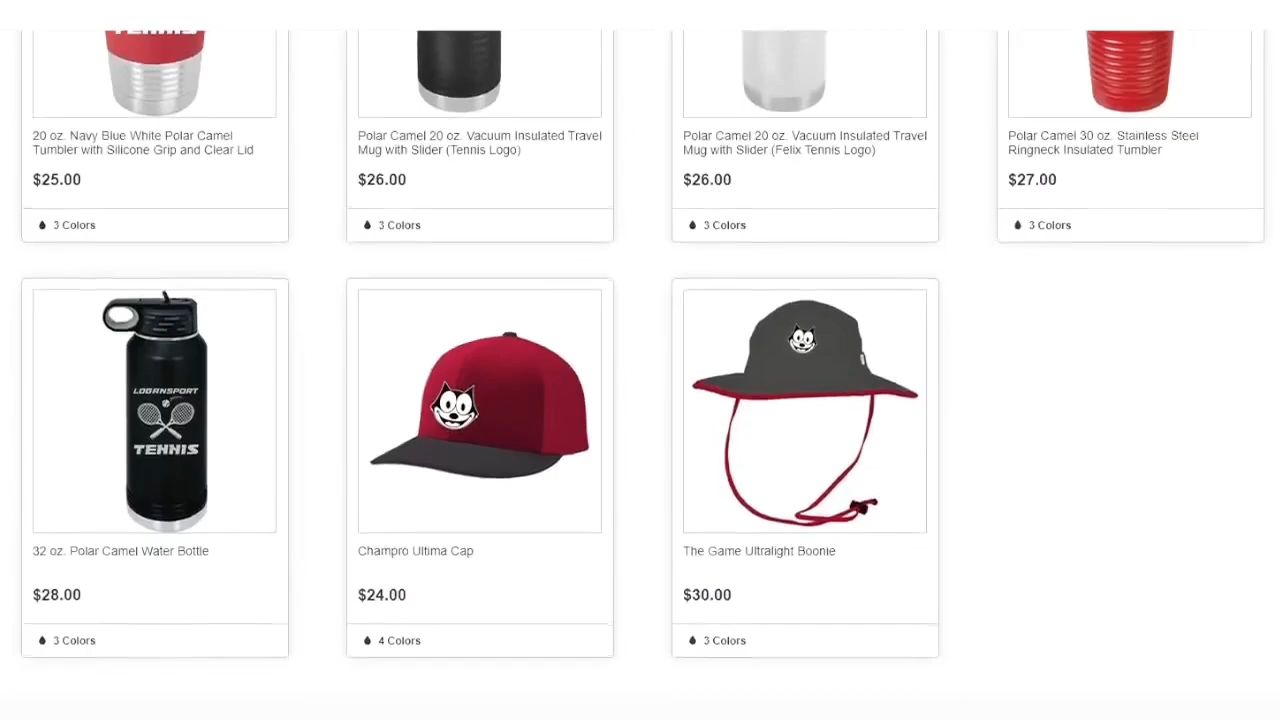 TENNIS
20 oz. Navy Blue White Polar Camel
Tumbler with Silicone Grip and Clear Lid
$25.00
3 Colors
Polar Camel 20 oz. Vacuum Insulated Travel
Mug with Slider (Tennis Logo)
$26.00
3 Colors
Polar Camel 20 oz. Vacuum Insulated Travel
Mug with Slider (Felix Tennis Logo)
$26.00
3 Colors
Polar Camel 30 oz. Stainless Steel
Ringneck Insulated Tumbler
$27.00
3 Colors
LOGANSPORT
TENNIS
32 oz. Polar Camel Water Bottle
$28.00
3 Colors
Champro Ultima Cap
$24.00
4 Colors
The Game Ultralight Boonie
$30.00
3 Colors